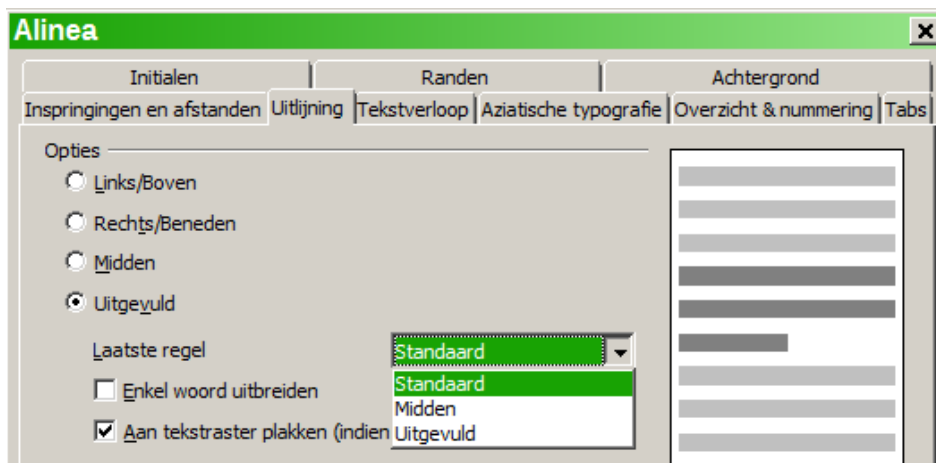 Alinea
Initialen Randen Achtergrond
Inspringingen en afstanden Uitlijning Tekstverloop Aziatische typografie Overzicht & nummering Tabs
Opties
Links/Boven
Rechts/Beneden
Midden
Uitgevuld
Laatste regel Standaard
Enkel woord uitbreiden Standaard
Midden
Aan tekstraster plakken (indien Uitgevuld